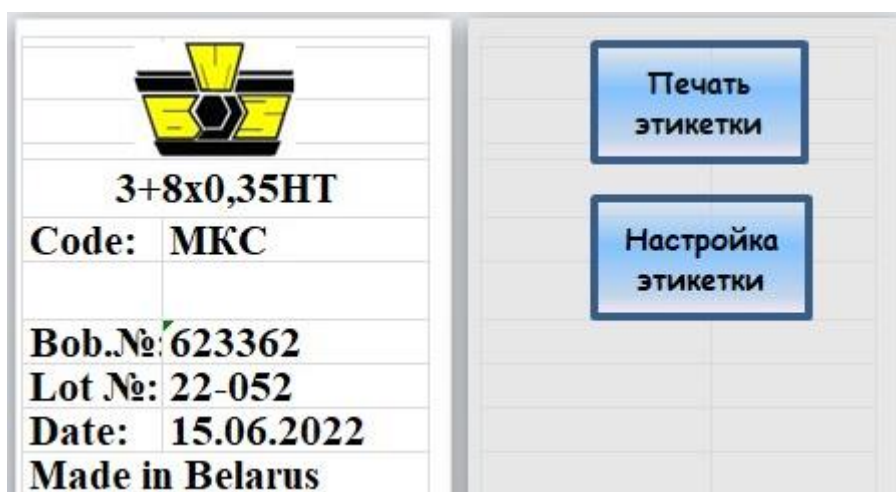 3+8x0,35НТ
Code: МКС
Bob.№: 623362
Lot №: 22-052
Date: 15.06.2022
Made in Belarus
Печать
этикетки
Настройка
этикетки